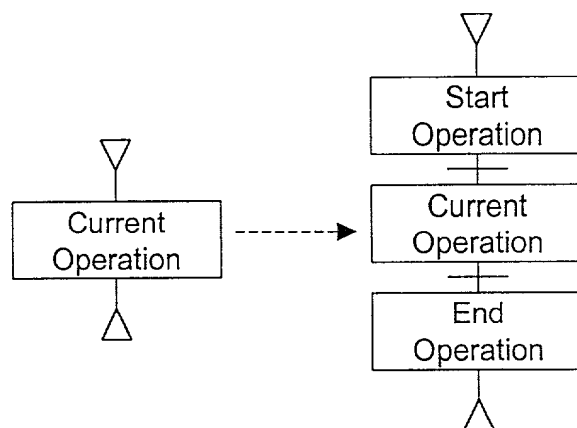 Current
Operation
Start
Operation
Current
Operation
End
Operation